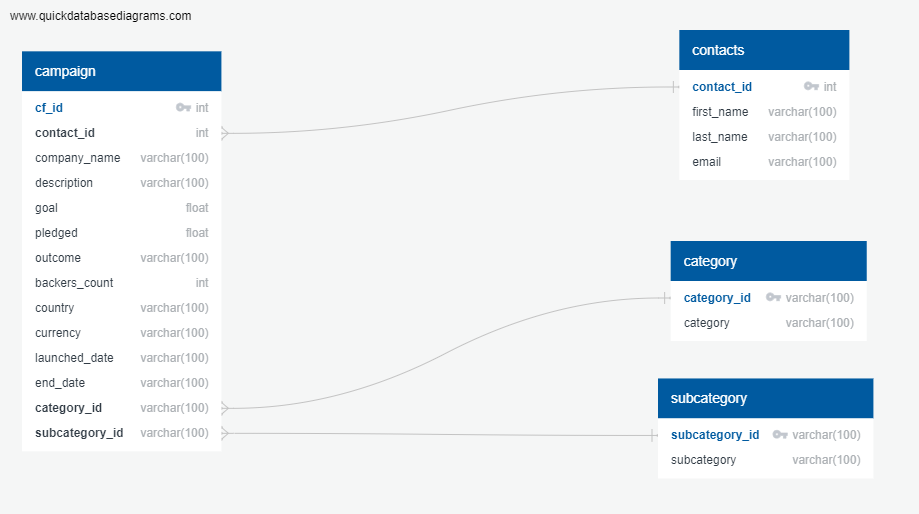 www.quickdatabasediagrams.com
campaign
cf_id int
contact_id int
company_name varchar(100)
description varchar(100)
goal float
pledged float
outcome varchar(100)
backers_count int
country varchar(100)
currency varchar(100)
launched_date varchar(100)
end_date varchar(100)
category_id varchar(100)
subcategory_id varchar(100)
contacts
contact_id int
first_name varchar(100)
last_name varchar(100)
email varchar(100)
category
category_id varchar(100)
category varchar(100)
subcategory
subcategory_id varchar(100)
subcategory varchar(100)